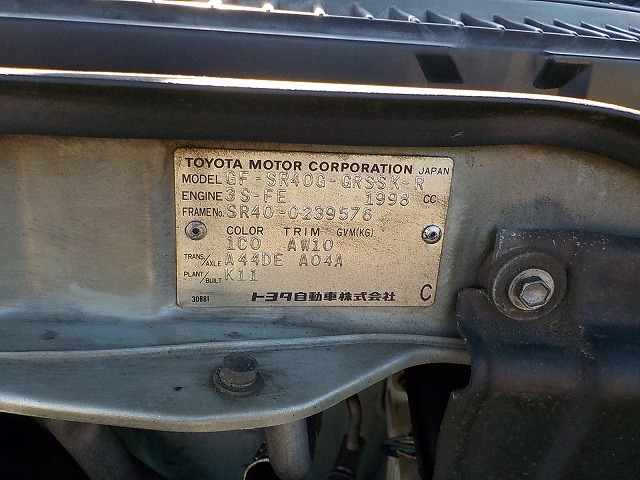 TOYOTA MOTOR CORPORATION JAPAN
MODEL GF-SR40G-GRSSK-R
ENGINE 3S-FE 1998 CC
FRAME No. SR40-0239576
COLOR TRIM GVM(KG)
1C0 AW10
TRANS./AXLE A44DE A04A
PLANT/BUILT K11
30881 トヨタ自動車株式会社 C